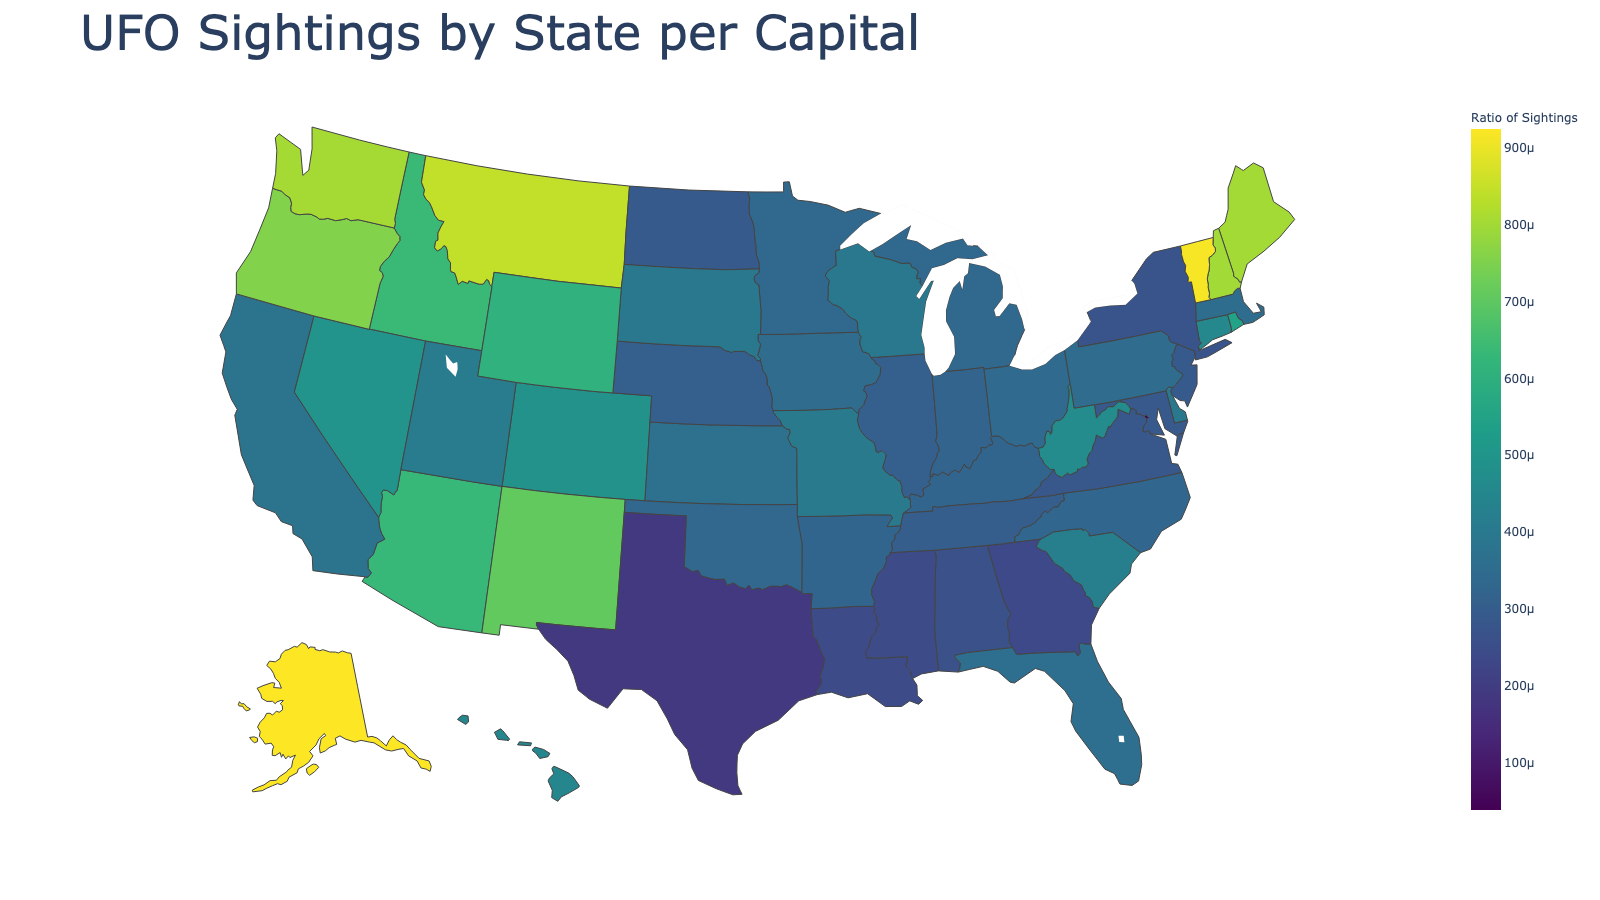 UFO Sightings by State per Capital
Ratio of Sightings
900µ
800µ
700µ
600µ
500µ
400µ
300µ
200µ
100µ